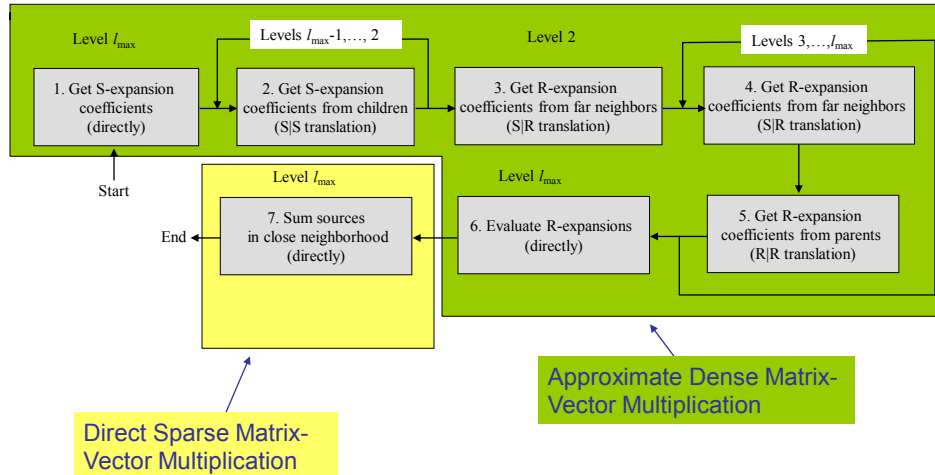 Level lmax
Levels lmax-1,…, 2
Level 2
Levels 3,…,lmax
1. Get S-expansion
coefficients
(directly)
2. Get S-expansion
coefficients from children
(S|S translation)
3. Get R-expansion
coefficients from far neighbors
(S|R translation)
4. Get R-expansion
coefficients from far neighbors
(S|R translation)
Start
Level lmax
Level lmax
End
7. Sum sources
in close neighborhood
(directly)
6. Evaluate R-expansions
(directly)
5. Get R-expansion
coefficients from parents
(R|R translation)
Approximate Dense Matrix-
Vector Multiplication
Direct Sparse Matrix-
Vector Multiplication